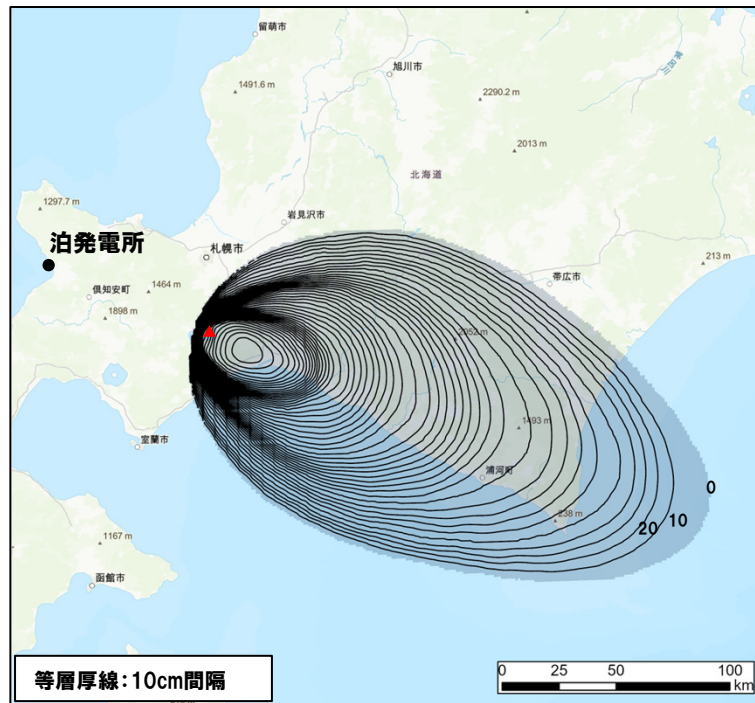 留萌市
旭川市
1491.6 m
2290.2 m
2013 m
北海道
1297.7 m
岩見沢市
泊発電所
札幌市
213 m
帯広市
1464 m
倶知安町
1898 m
2052 m
室蘭市
1493 m
浦河町
0
238 m
20
10
1167 m
函館市
等層厚線:10cm間隔
0 25 50 100
km